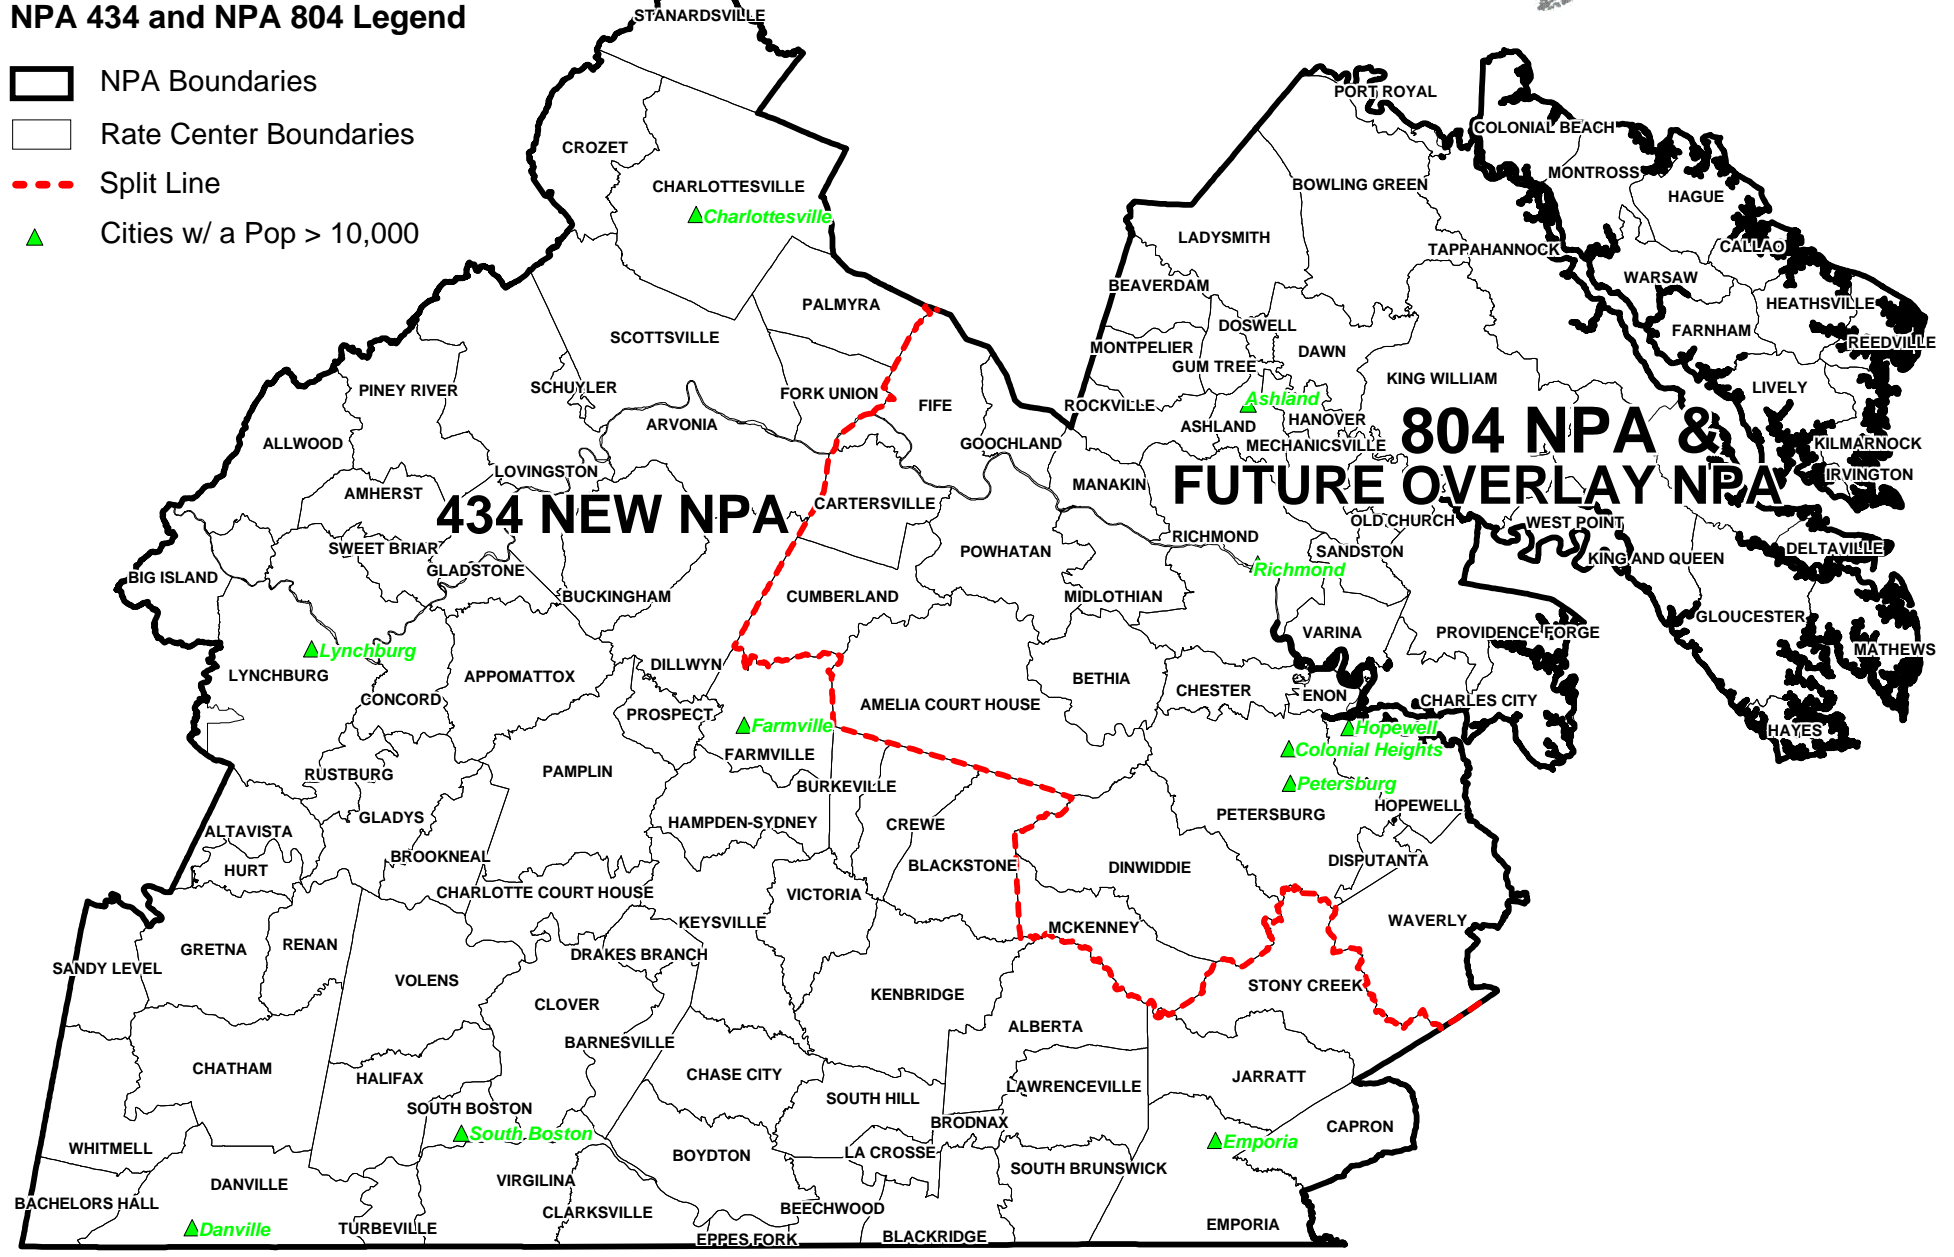 NPA 434 and NPA 804 Legend
NPA Boundaries
Rate Center Boundaries
Split Line
Cities w/ a Pop > 10,000
STANARDSVILLE
PORT ROYAL
COLONIAL BEACH
CROZET
MONTROSS
CHARLOTTESVILLE
BOWLING GREEN
HAGUE
Charlottesville
LADYSMITH
TAPPAHANNOCK
CALLAO
WARSAW
BEAVERDAM
PALMYRA
HEATHSVILLE
SCOTTSVILLE
DOSWELL
FARNHAM
REEDVILLE
MONTPELIER
DAWN
GUM TREE
KING WILLIAM
PINEY RIVER
SCHUYLER
FORK UNION
LIVELY
FIFE
ROCKVILLE
Ashland
ARVONIA
ASHLAND
HANOVER
804 NPA &
ALLWOOD
GOOCHLAND
MECHANICSVILLE
KILMARNOCK
LOVINGSTON
MANAKIN
FUTURE OVERLAY NPA
IRVINGTON
AMHERST
434 NEW NPA
CARTERSVILLE
OLD CHURCH
WEST POINT
RICHMOND
SWEET BRIAR
POWHATAN
SANDSTON
KING AND QUEEN
DELTAVILLE
BIG ISLAND
GLADSTONE
Richmond
BUCKINGHAM
CUMBERLAND
MIDLOTHIAN
GLOUCESTER
VARINA
PROVIDENCE FORGE
Lynchburg
MATHEWS
LYNCHBURG
APPOMATTOX
DILLWYN
BETHIA
CHESTER
ENON
CONCORD
AMELIA COURT HOUSE
CHARLES CITY
PROSPECT
Farmville
Hopewell
HAYES
FARMVILLE
Colonial Heights
RUSTBURG
PAMPLIN
BURKEVILLE
Petersburg
GLADYS
HOPEWELL
ALTAVISTA
HAMPDEN-SYDNEY
CREWE
PETERSBURG
HURT
BROOKNEAL
BLACKSTONE
DINWIDDIE
DISPUTANTA
CHARLOTTE COURT HOUSE
VICTORIA
KEYSVILLE
MCKENNEY
WAVERLY
GRETNA
RENAN
SANDY LEVEL
DRAKES BRANCH
VOLENS
CLOVER
KENBRIDGE
STONY CREEK
ALBERTA
BARNESVILLE
CHATHAM
HALIFAX
CHASE CITY
LAWRENCEVILLE
JARRATT
SOUTH HILL
SOUTH BOSTON
BRODNAX
CAPRON
South Boston
Emporia
WHITMELL
BOYDTON
LA CROSSE
SOUTH BRUNSWICK
DANVILLE
VIRGILINA
BACHELORS HALL
CLARKSVILLE
BEECHWOOD
Danville
TURBEVILLE
EPPES FORK
BLACKRIDGE
EMPORIA